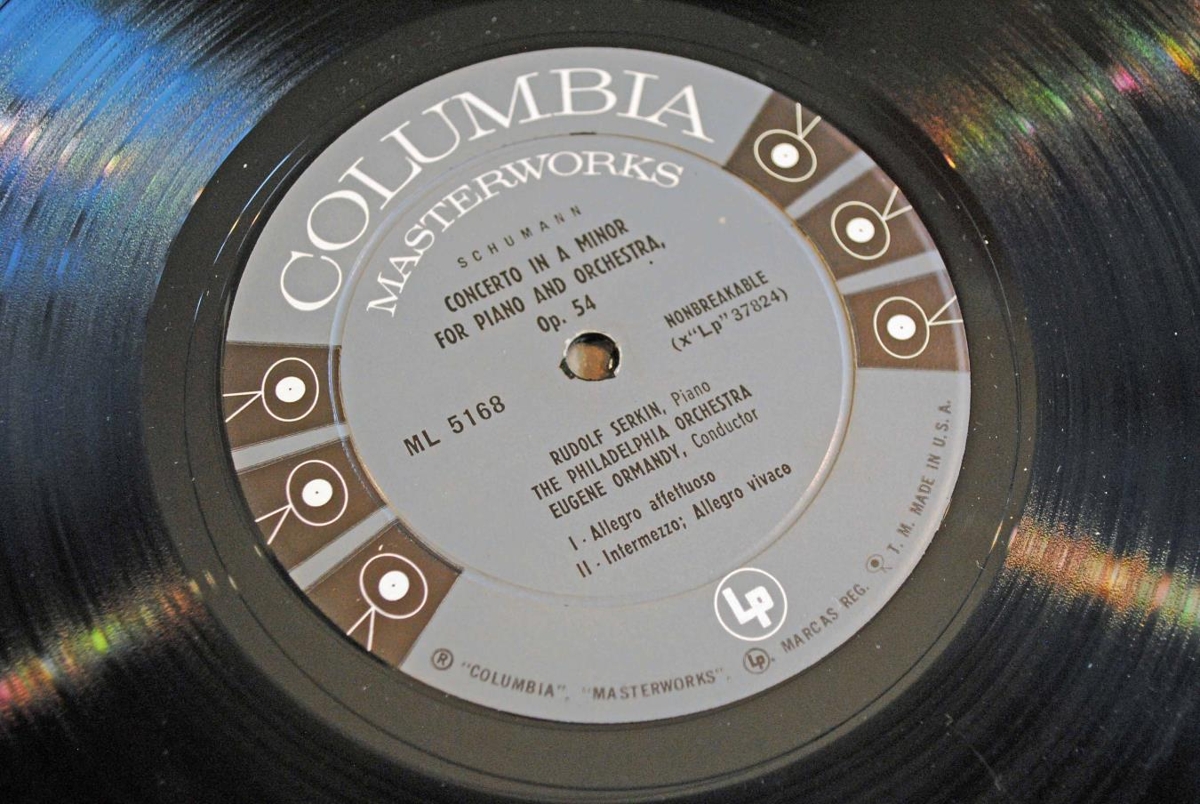 COLUMBIA
MASTERWORKS
SCHUMANN
CONCERTO IN A MINOR
FOR PIANO AND ORCHESTRA,
Op. 54
NONBREAKABLE
(x"Lp" 37824)
ML 5168
RUDOLF SERKIN, Piano
THE PHILADELPHIA ORCHESTRA
EUGENE ORMANDY, Conductor
I - Allegro affettuoso
II - Intermezzo; Allegro vivace
Lp
® "COLUMBIA", "MASTERWORKS", Lp, MARCAS REG. T. M. MADE IN U. S. A.